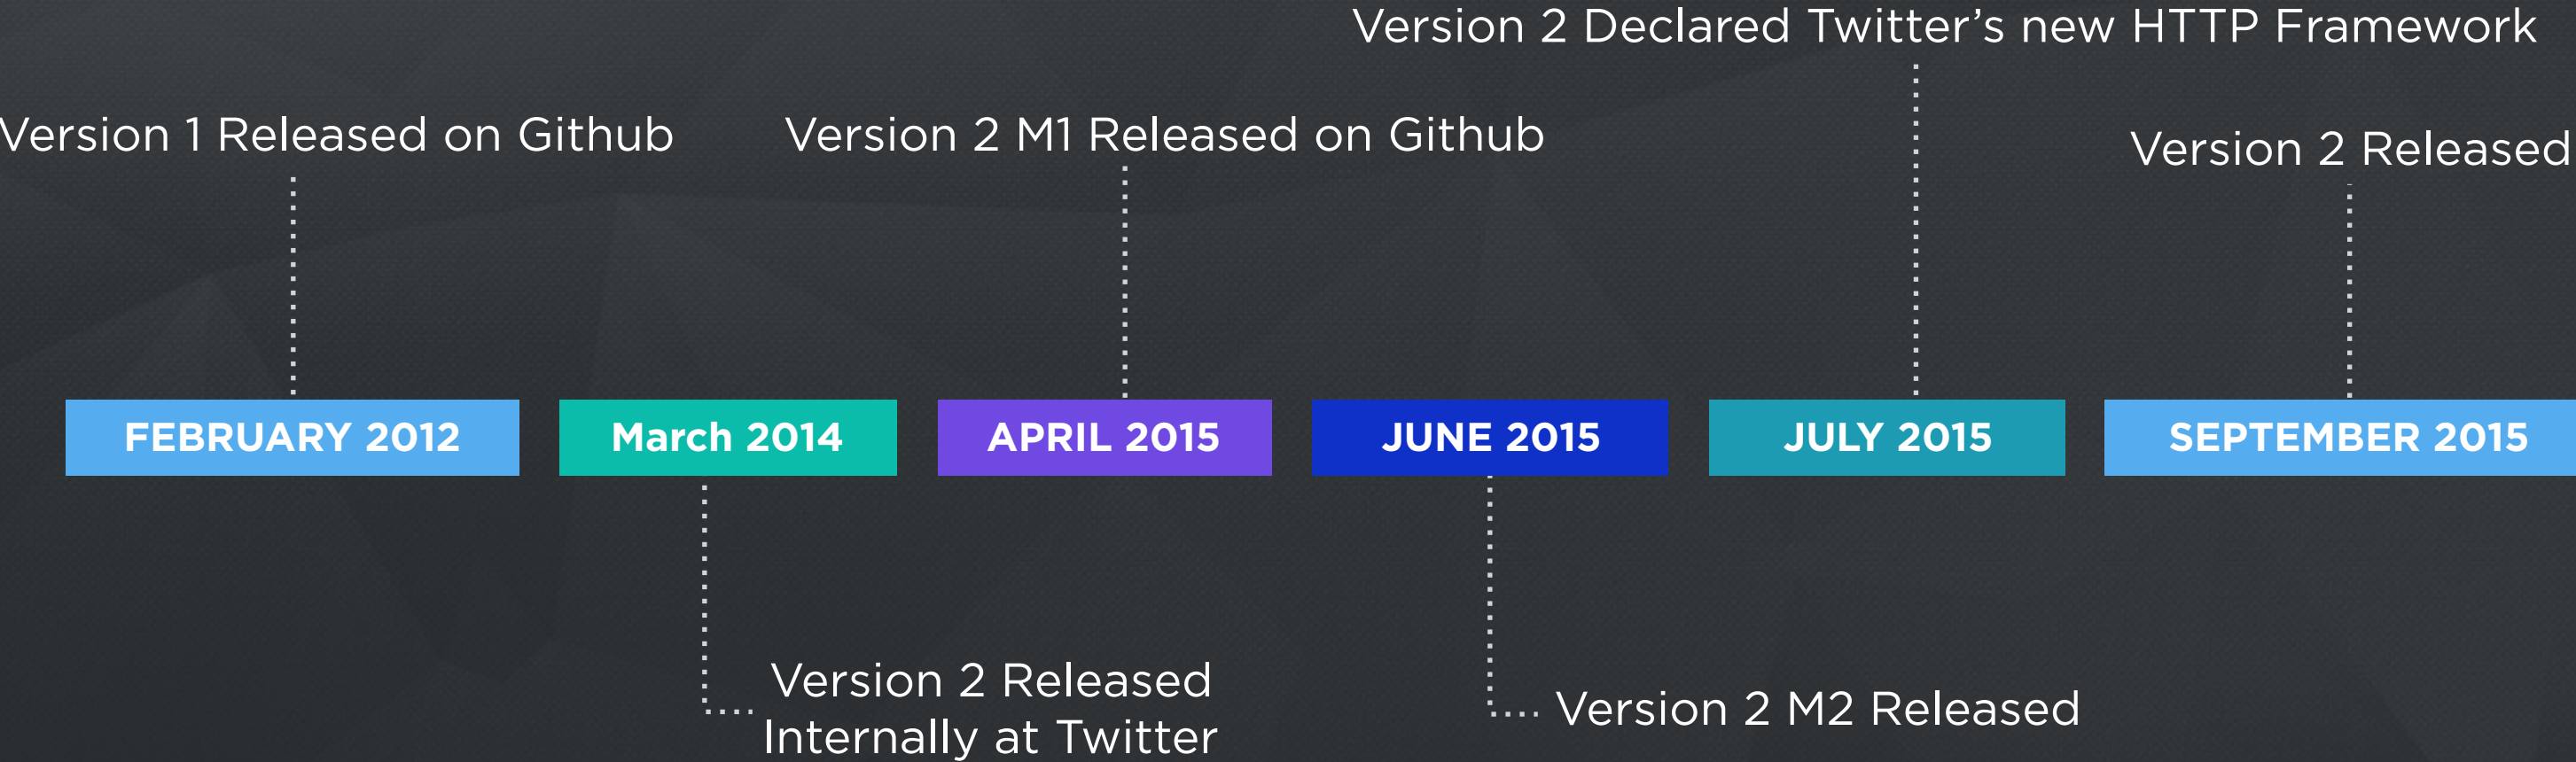 Version 2 Declared Twitter’s new HTTP Framework
Version 1 Released on Github
Version 2 M1 Released on Github
Version 2 Released
FEBRUARY 2012
March 2014
APRIL 2015
JUNE 2015
JULY 2015
SEPTEMBER 2015
Version 2 Released
Internally at Twitter
Version 2 M2 Released